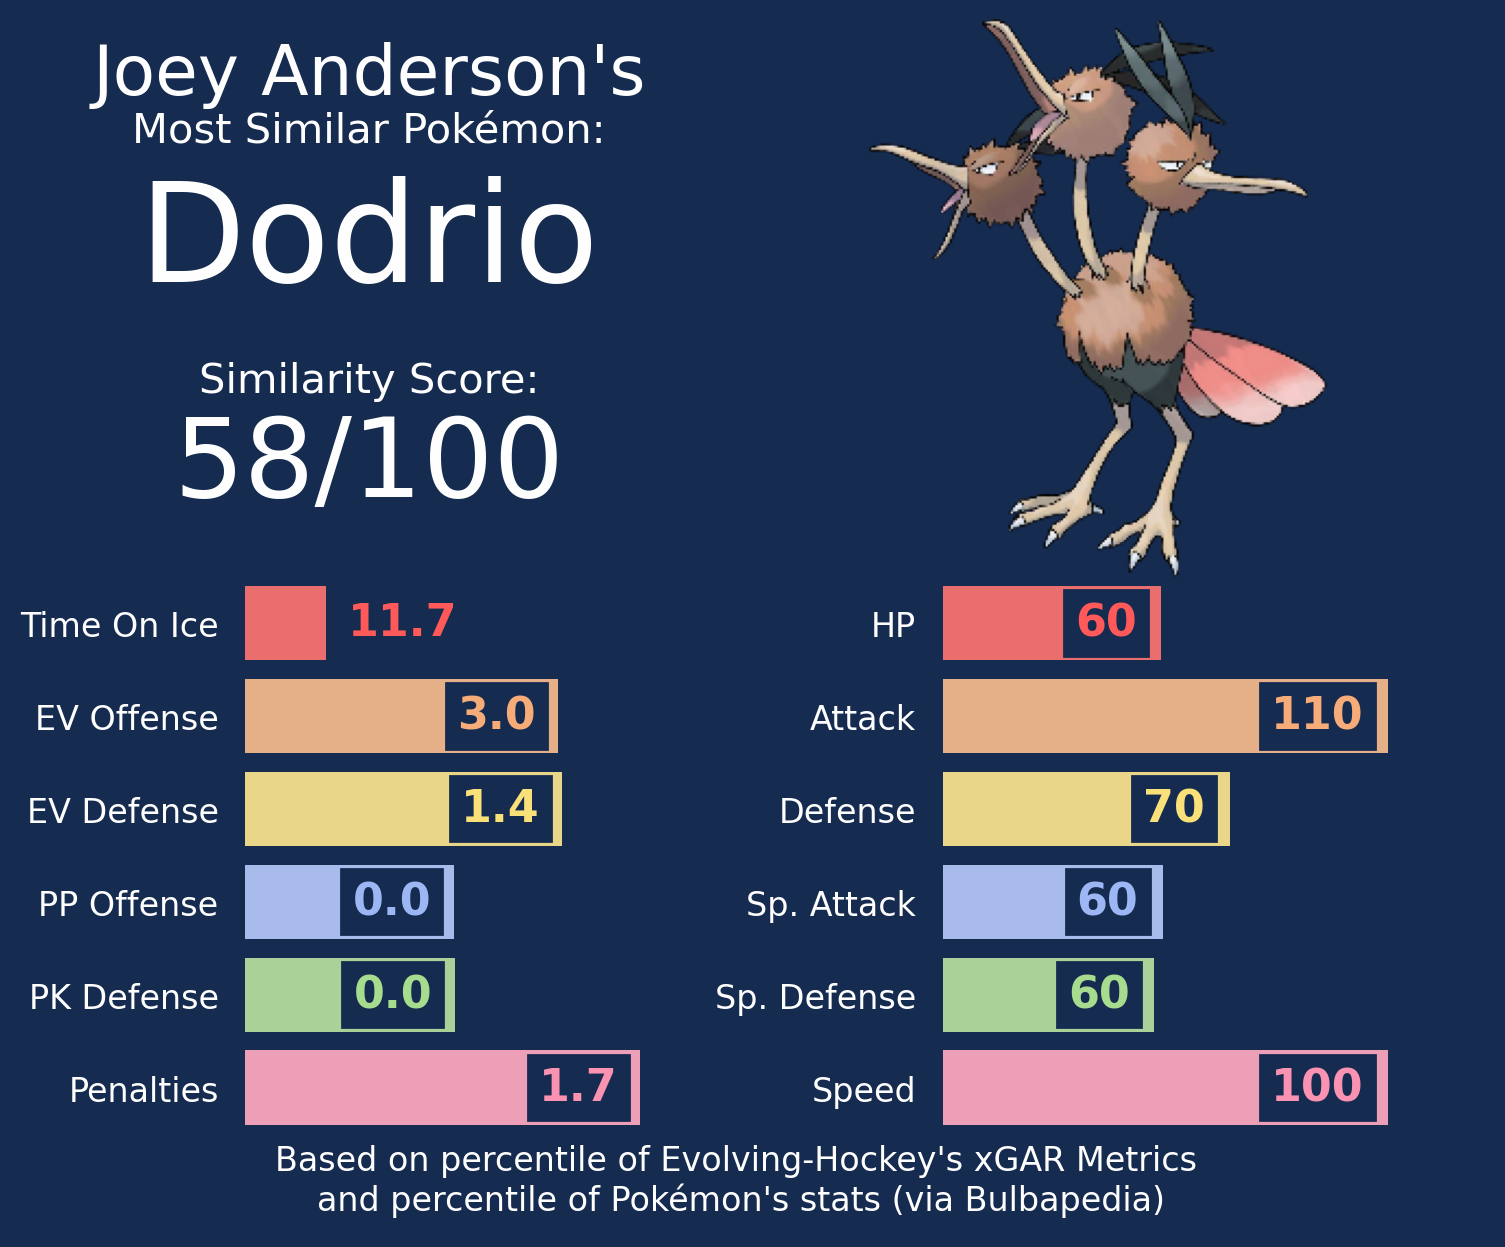 Joey Anderson's
Most Similar Pokémon:
Dodrio
Similarity Score:
58/100
Time On Ice 11.7
EV Offense 3.0
EV Defense 1.4
PP Offense 0.0
PK Defense 0.0
Penalties 1.7
HP 60
Attack 110
Defense 70
Sp. Attack 60
Sp. Defense 60
Speed 100
Based on percentile of Evolving-Hockey's xGAR Metrics
and percentile of Pokémon's stats (via Bulbapedia)